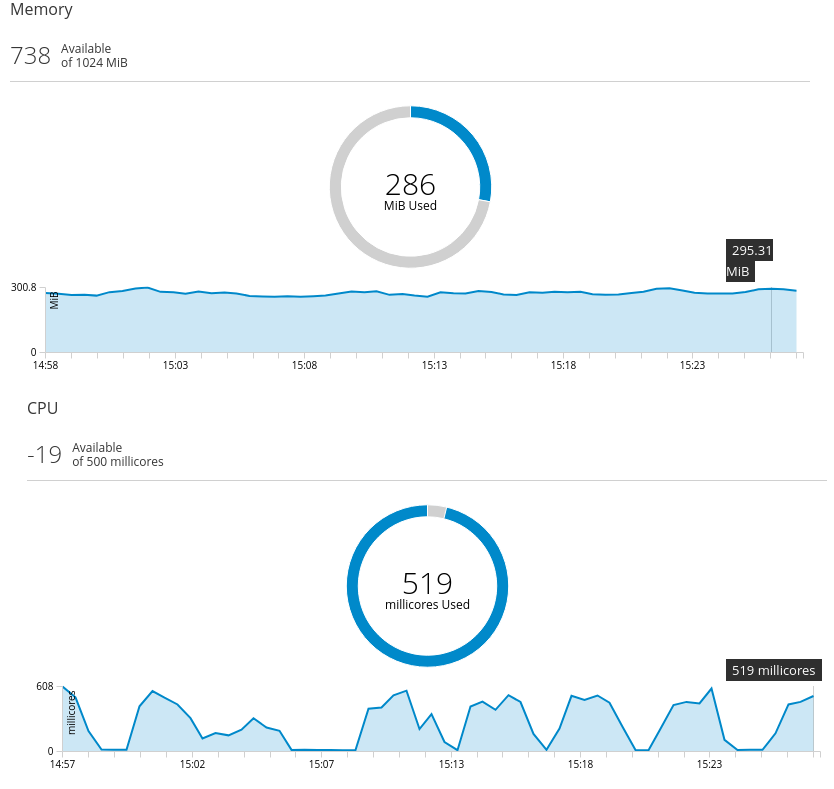 Memory
738 Available
of 1024 MiB
286
MiB Used
295.31
MiB
300.8
MiB
0
14:58 15:03 15:08 15:13 15:18 15:23
CPU
-19 Available
of 500 millicores
519
millicores Used
519 millicores
608
millicores
0
14:57 15:02 15:07 15:13 15:18 15:23